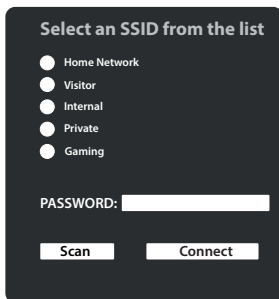 Select an SSID from the list
Home Network
Visitor
Internal
Private
Gaming
PASSWORD:
Scan Connect